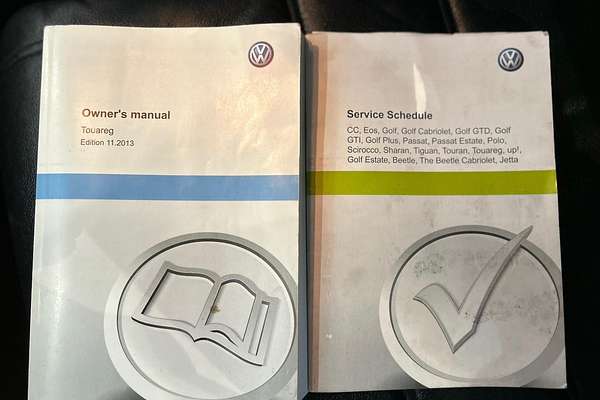 Owner's manual
Touareg
Edition 11.2013
Service Schedule
CC, Eos, Golf, Golf Cabriolet, Golf GTD, Golf
GTI, Golf Plus, Passat, Passat Estate, Polo,
Scirocco, Sharan, Tiguan, Touran, Touareg, up!,
Golf Estate, Beetle, The Beetle Cabriolet, Jetta